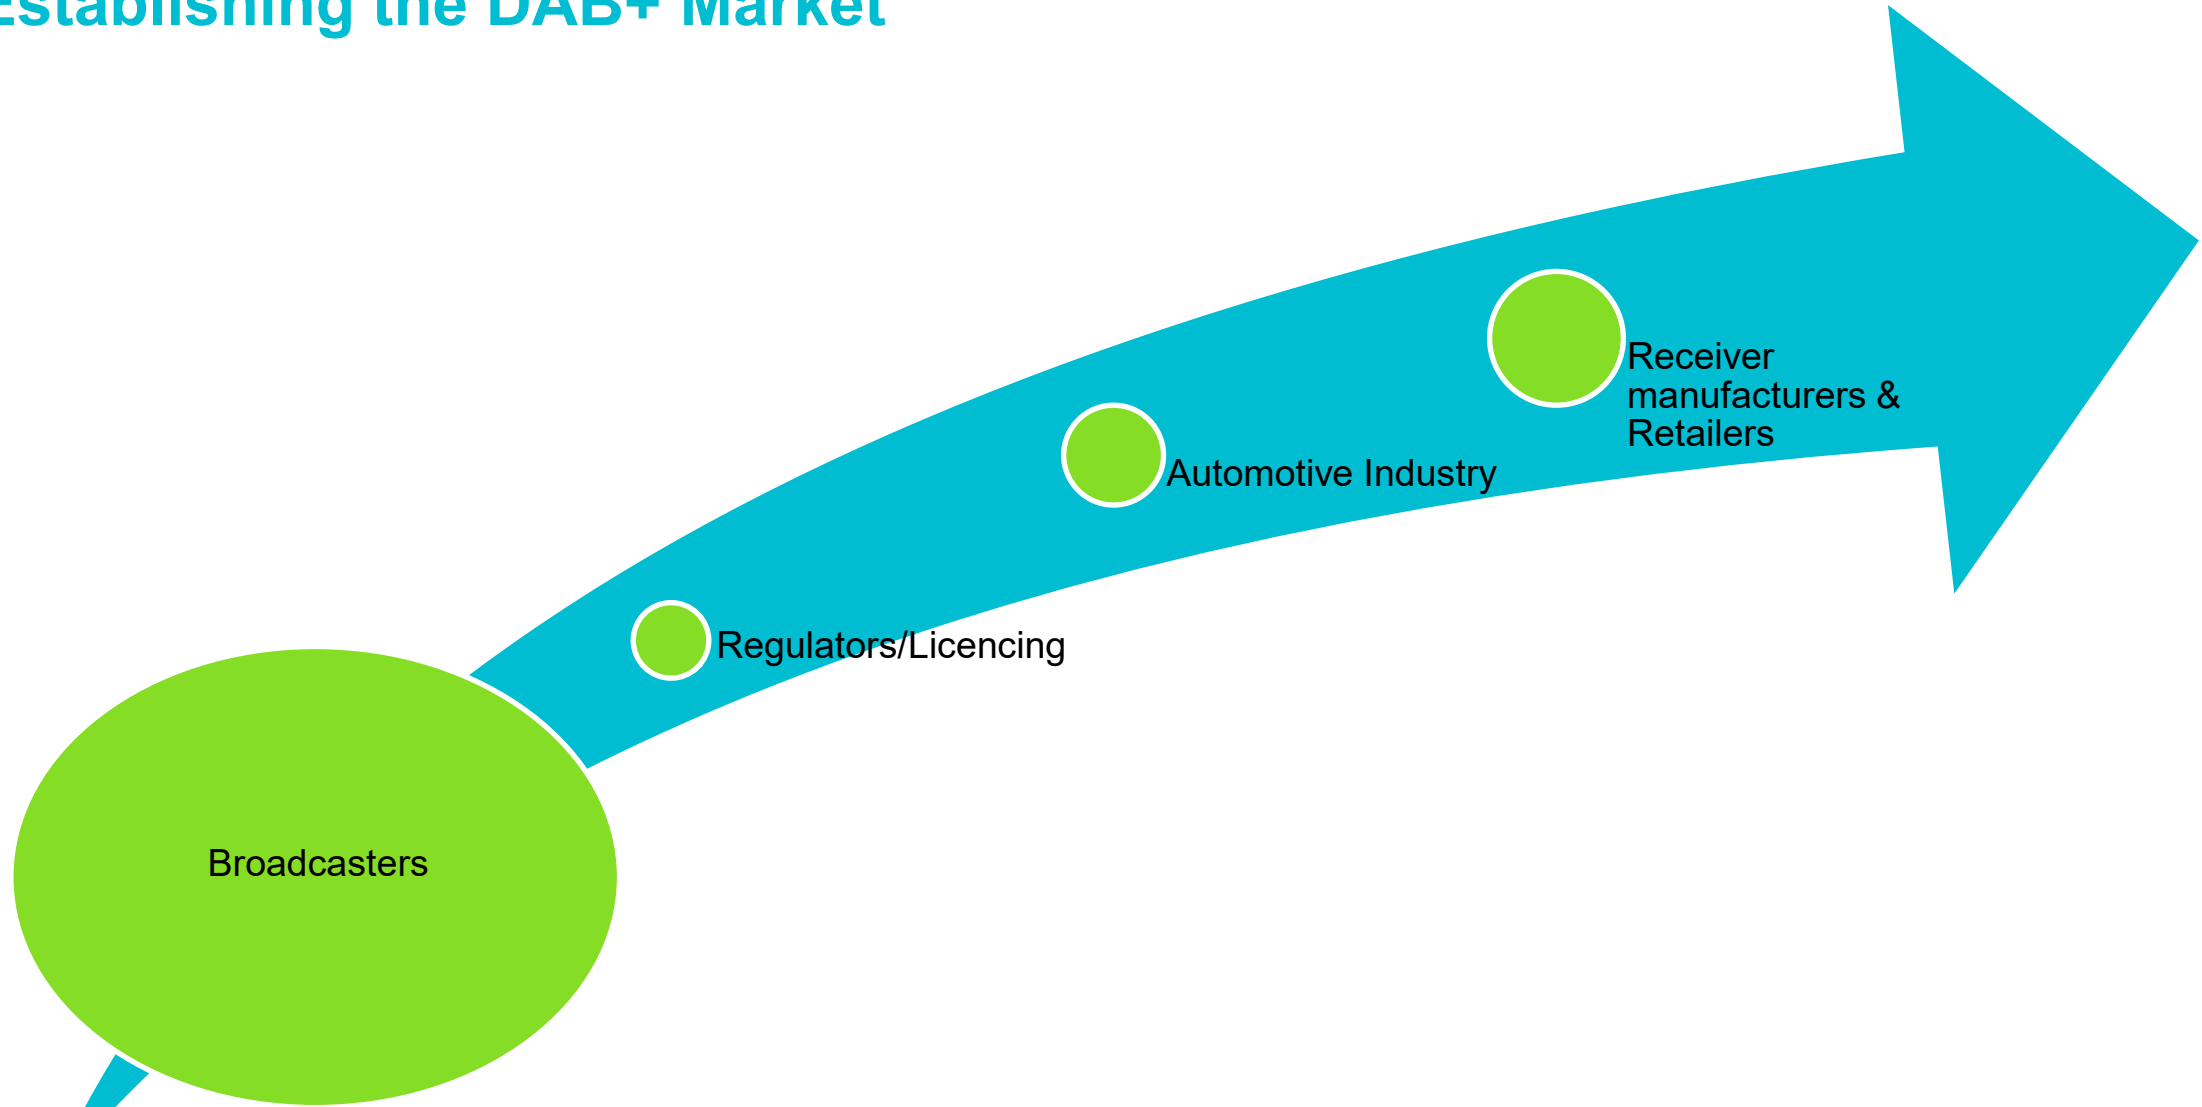 Establishing the DAB+ Market
Receiver
manufacturers &
Retailers
Automotive Industry
Regulators/Licencing
Broadcasters